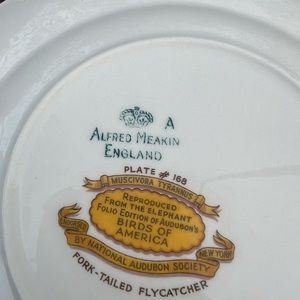 A
ALFRED MEAKIN
ENGLAND
PLATE # 168
MUSCIVORA TYRANNUS
REPRODUCED
FROM THE ELEPHANT
FOLIO EDITION OF AUDUBON'S
BIRDS OF
AMERICA
ENDORSED
BY NATIONAL AUDUBON SOCIETY
NEW YORK
FORK-TAILED FLYCATCHER